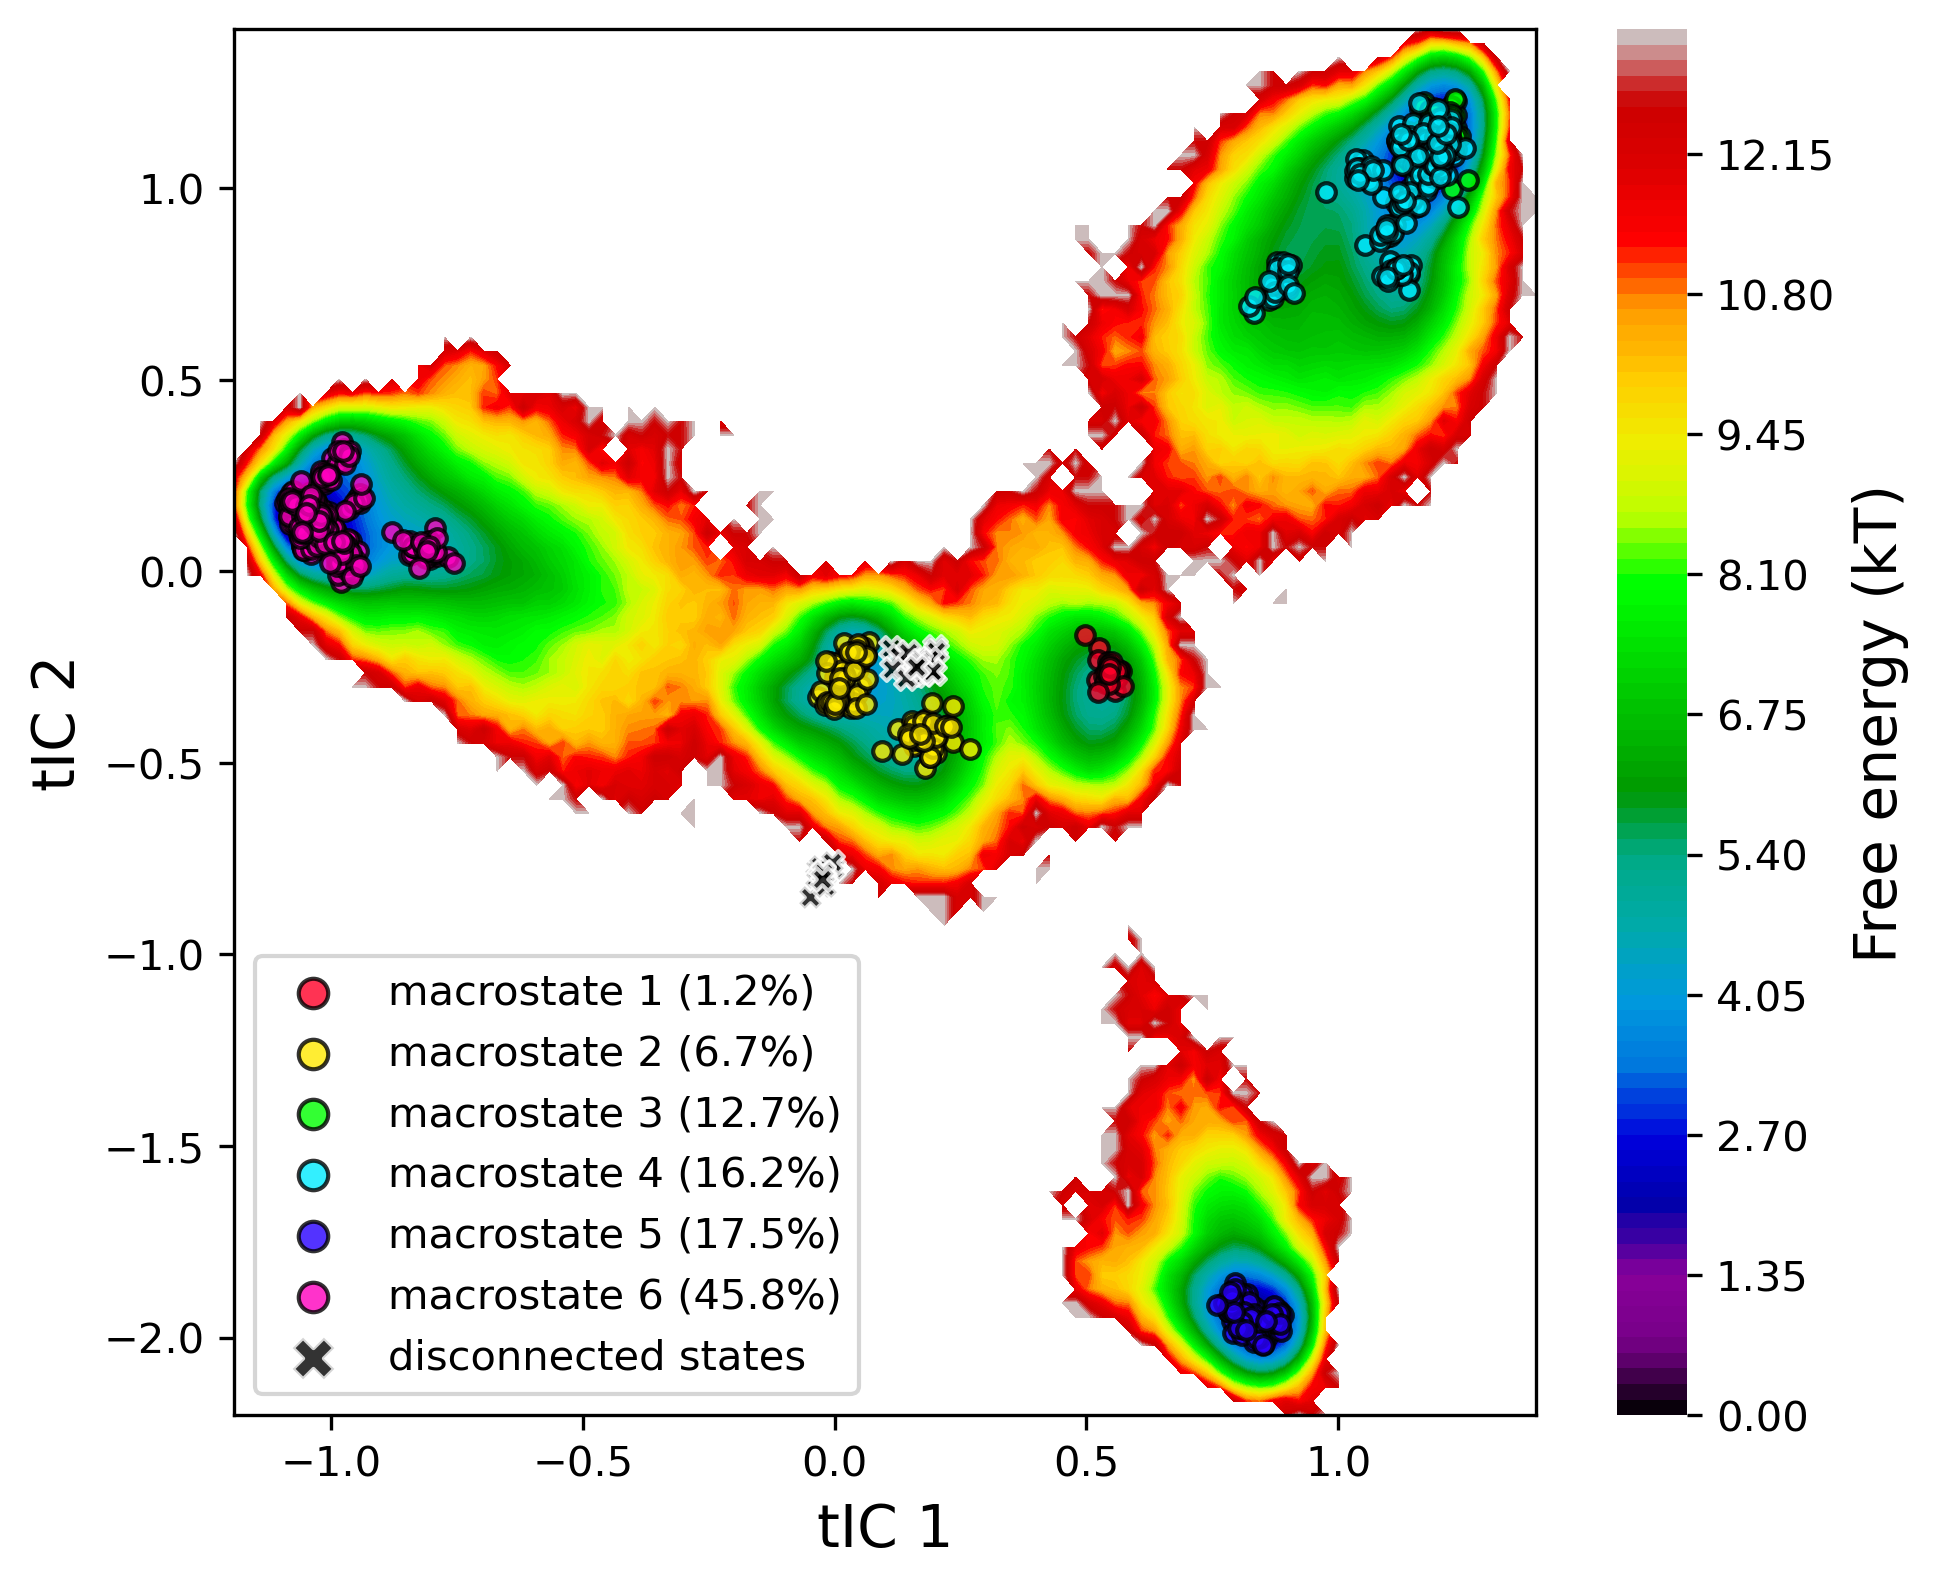 tIC 2
1.0
0.5
0.0
−0.5
−1.0
−1.5
−2.0
macrostate 1 (1.2%)
macrostate 2 (6.7%)
macrostate 3 (12.7%)
macrostate 4 (16.2%)
macrostate 5 (17.5%)
macrostate 6 (45.8%)
disconnected states
−1.0
−0.5
0.0
0.5
1.0
tIC 1
12.15
10.80
9.45
8.10
6.75
5.40
4.05
2.70
1.35
0.00
Free energy (kT)